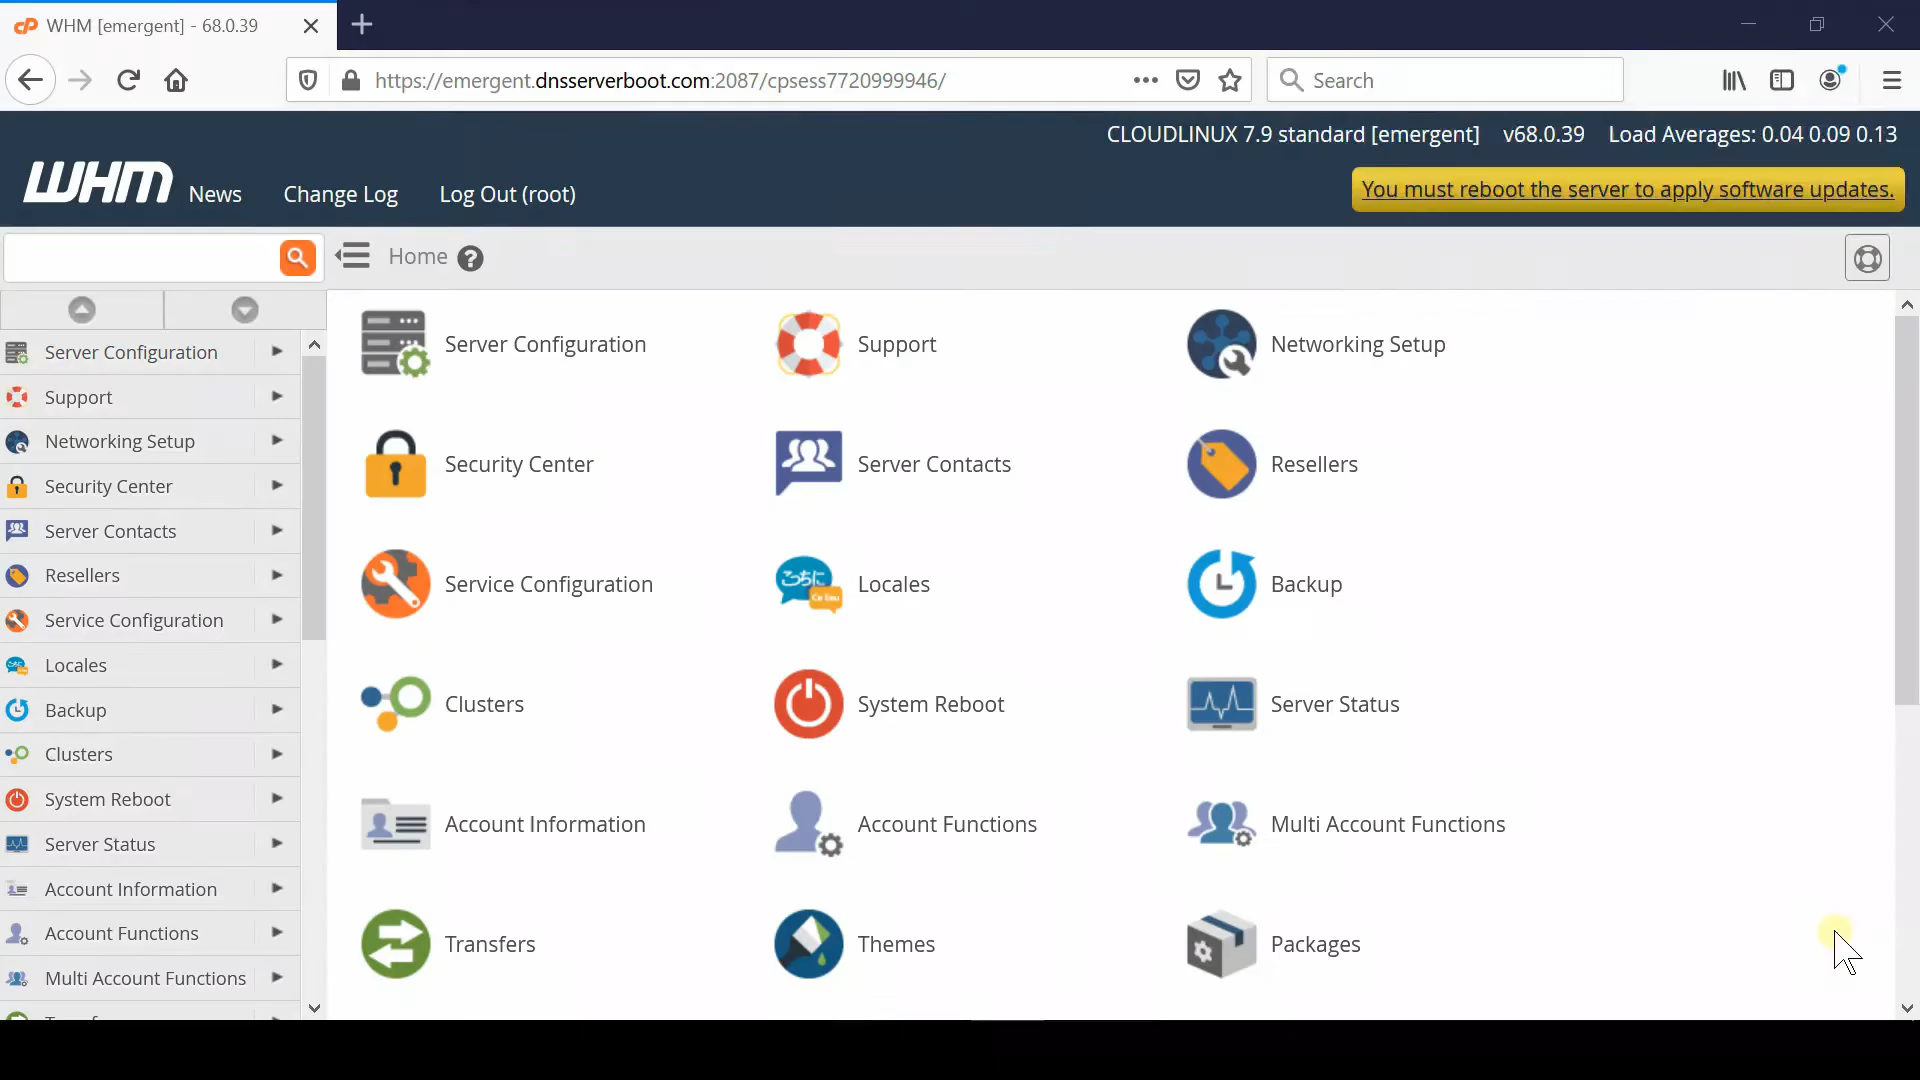 WHM [emergent] - 68.0.39
https://emergent.dnsserverboot.com:2087/cpsess7720999946/
Search
CLOUDLINUX 7.9 standard [emergent] v68.0.39 Load Averages: 0.04 0.09 0.13
WHM News Change Log Log Out (root)
You must reboot the server to apply software updates.
Home
Server Configuration
Support
Networking Setup
Security Center
Server Contacts
Resellers
Service Configuration
Locales
Backup
Clusters
System Reboot
Server Status
Account Information
Account Functions
Multi Account Functions
Server Configuration
Support
Networking Setup
Security Center
Server Contacts
Resellers
Service Configuration
Locales
Backup
Clusters
System Reboot
Server Status
Account Information
Account Functions
Multi Account Functions
Transfers
Themes
Packages